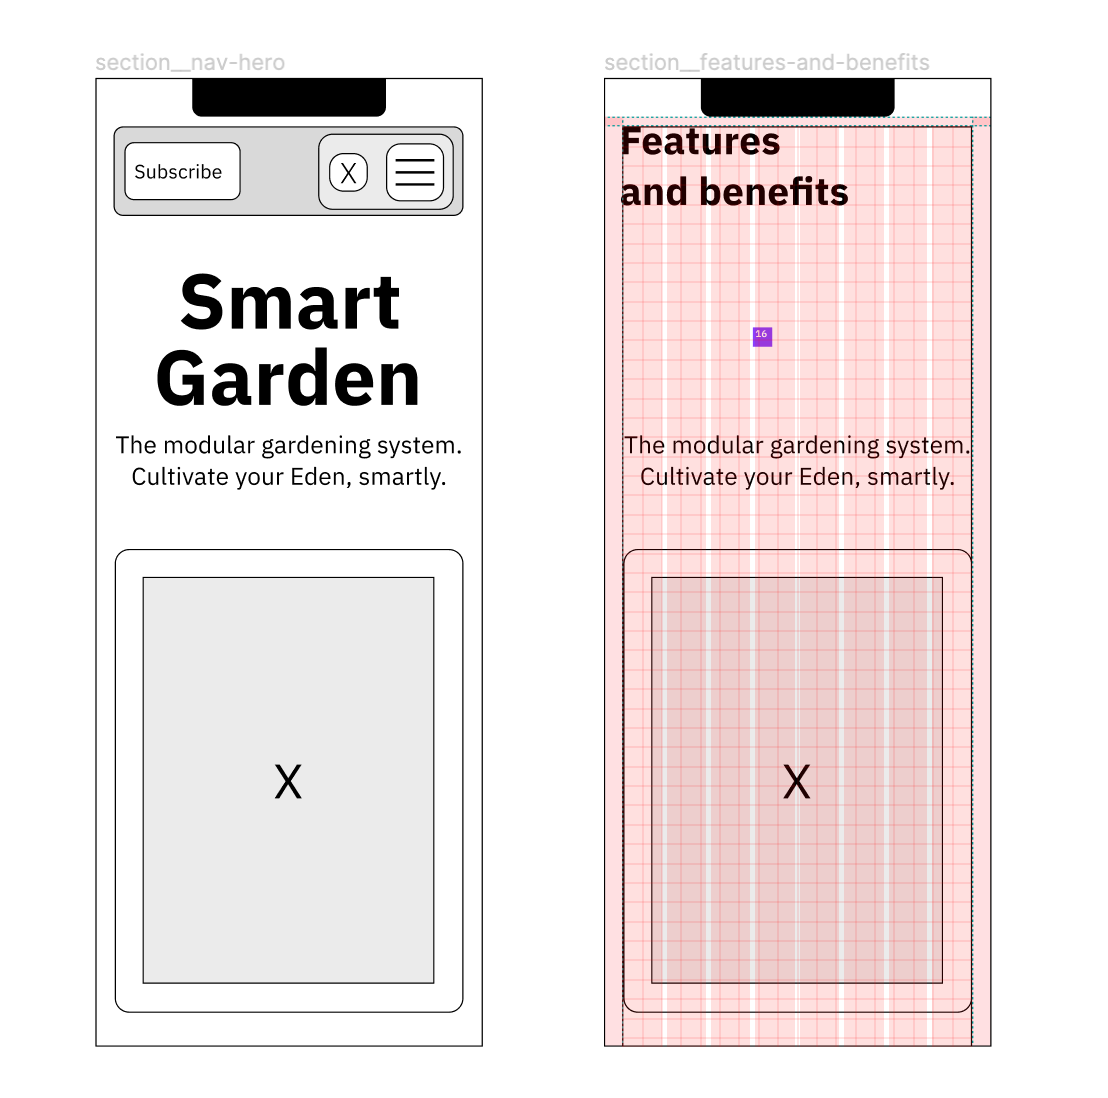 section__nav-hero
Subscribe
X
Smart
Garden
The modular gardening system.
Cultivate your Eden, smartly.
X
section__features-and-benefits
Features
and benefits
16
The modular gardening system.
Cultivate your Eden, smartly.
X